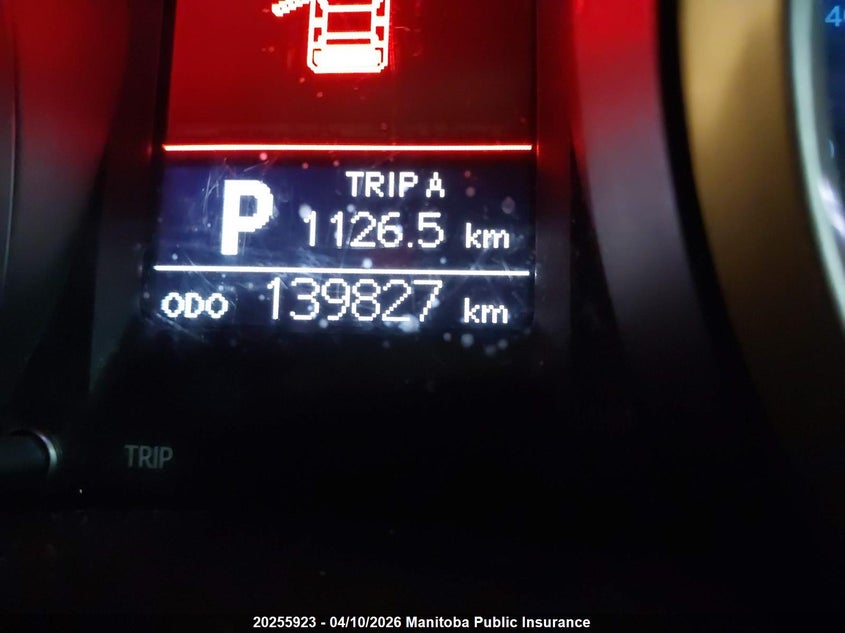 TRIP A
P 1126.5 km
ODO 139827 km
TRIP
20255923 - 04/10/2026 Manitoba Public Insurance